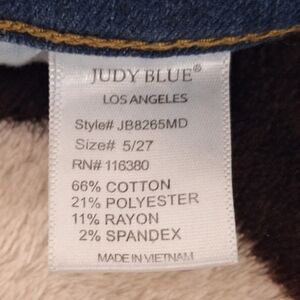 JUDY BLUE®
LOS ANGELES
Style# JB8265MD
Size# 5/27
RN# 116380
66% COTTON
21% POLYESTER
11% RAYON
2% SPANDEX
MADE IN VIETNAM